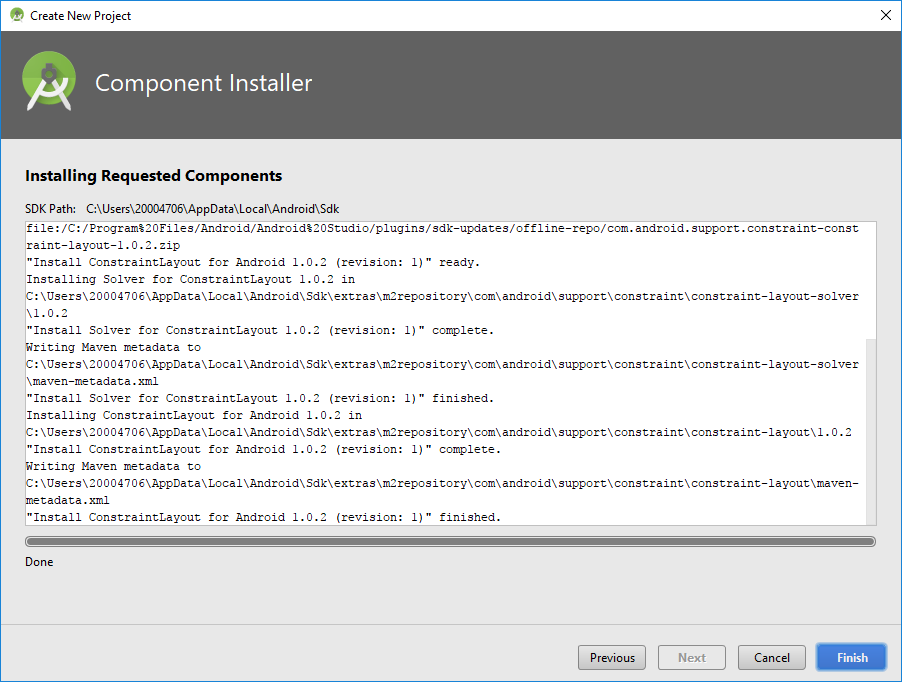 Create New Project
Component Installer
Installing Requested Components
SDK Path: C:\Users\20004706\AppData\Local\Android\Sdk
file:/C:/Program%20Files/Android/Android%20Studio/plugins/sdk-updates/offline-repo/com.android.support.constraint-const
raint-layout-1.0.2.zip
"Install ConstraintLayout for Android 1.0.2 (revision: 1)" ready.
Installing Solver for ConstraintLayout 1.0.2 in
C:\Users\20004706\AppData\Local\Android\Sdk\extras\m2repository\com\android\support\constraint\constraint-layout-solver
\1.0.2
"Install Solver for ConstraintLayout 1.0.2 (revision: 1)" complete.
Writing Maven metadata to
C:\Users\20004706\AppData\Local\Android\Sdk\extras\m2repository\com\android\support\constraint\constraint-layout-solver
\maven-metadata.xml
"Install Solver for ConstraintLayout 1.0.2 (revision: 1)" finished.
Installing ConstraintLayout for Android 1.0.2 in
C:\Users\20004706\AppData\Local\Android\Sdk\extras\m2repository\com\android\support\constraint\constraint-layout\1.0.2
"Install ConstraintLayout for Android 1.0.2 (revision: 1)" complete.
Writing Maven metadata to
C:\Users\20004706\AppData\Local\Android\Sdk\extras\m2repository\com\android\support\constraint\constraint-layout\maven-
metadata.xml
"Install ConstraintLayout for Android 1.0.2 (revision: 1)" finished.
Done
Previous Next Cancel Finish